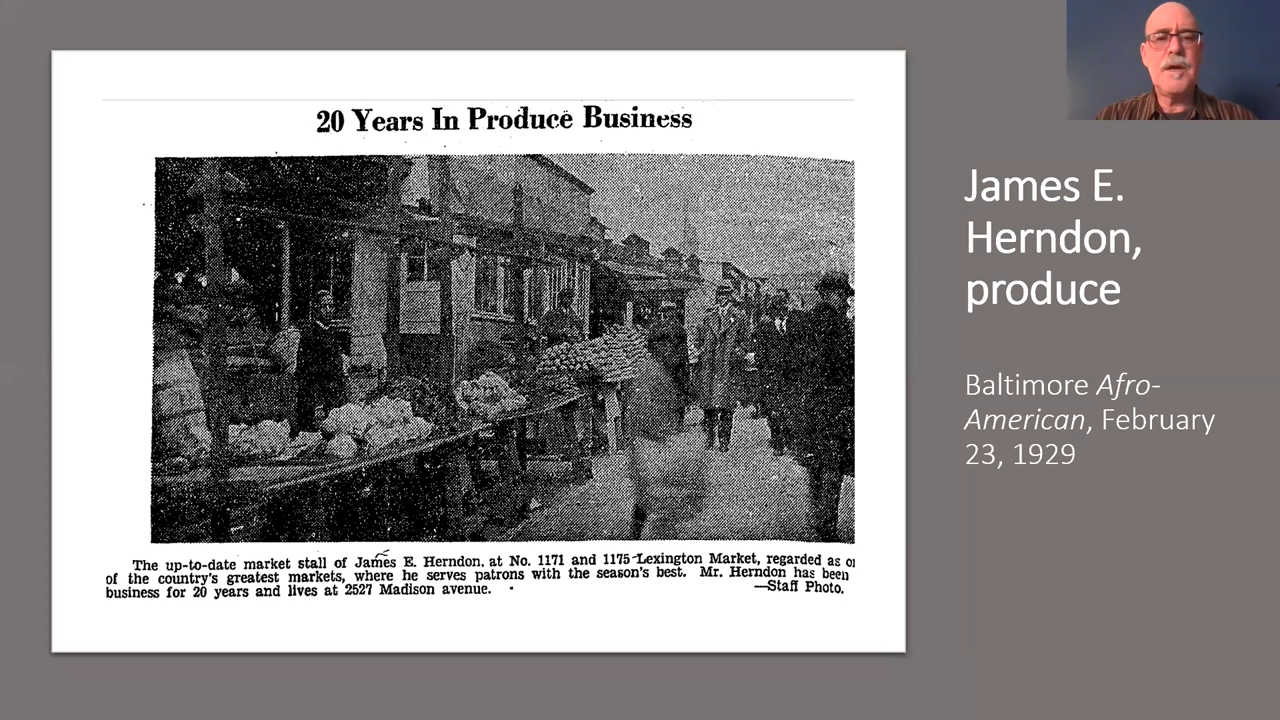 20 Years In Produce Business
The up-to-date market stall of James E. Herndon, at No. 1171 and 1175 Lexington Market, regarded as
of the country's greatest markets, where he serves patrons with the season's best. Mr. Herndon has been
business for 20 years and lives at 2527 Madison avenue.
—Staff Photo.
James E.
Herndon,
produce
Baltimore Afro-
American, February
23, 1929